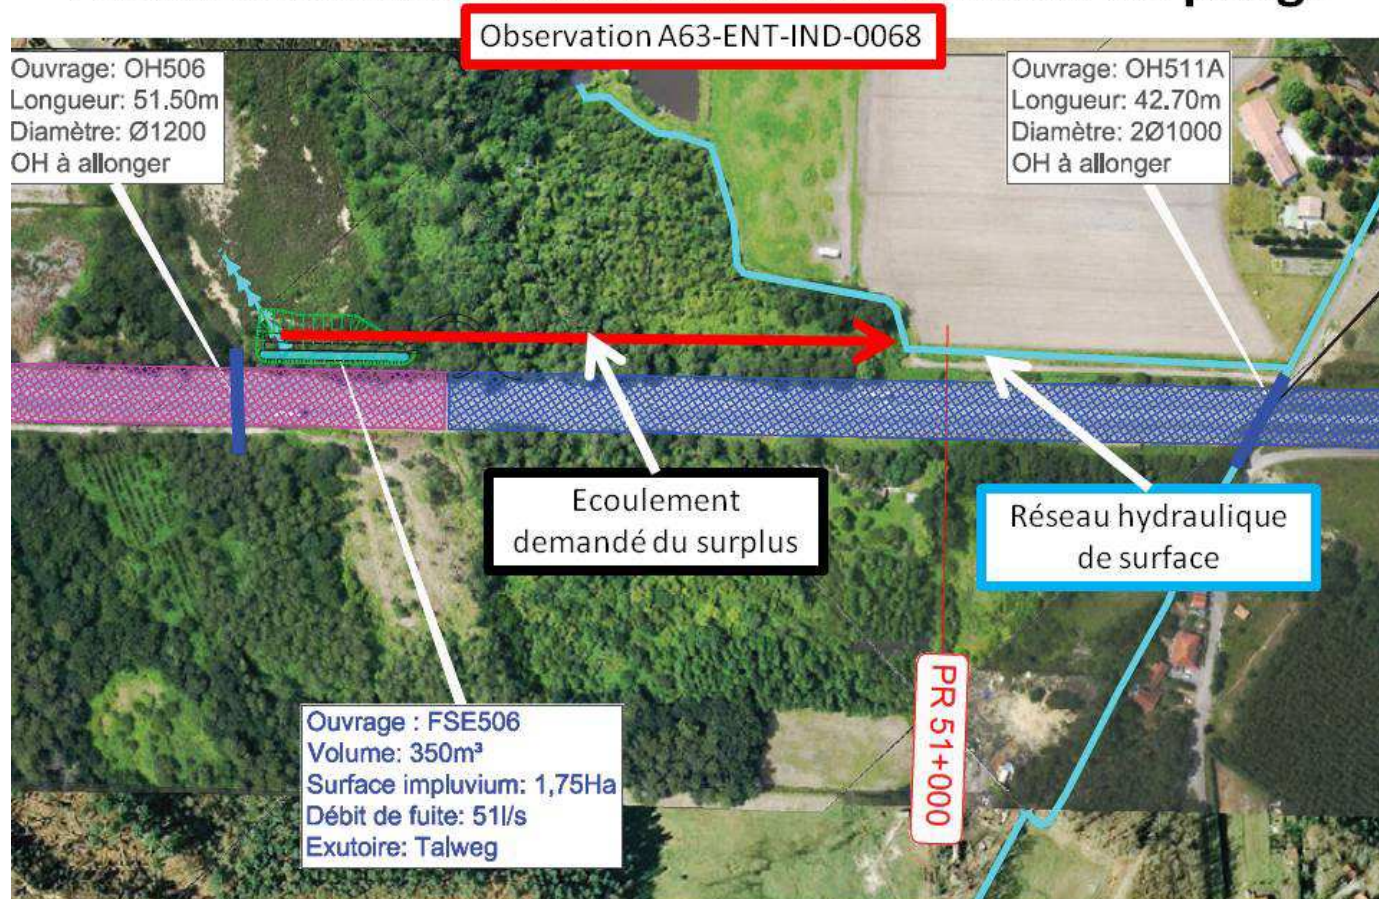 Observation A63-ENT-IND-0068
Ouvrage: OH506
Longueur: 51.50m
Diamètre: Ø1200
OH à allonger
Ouvrage: OH511A
Longueur: 42.70m
Diamètre: 2Ø1000
OH à allonger
Ecoulement
demandé du surplus
Réseau hydraulique
de surface
PR 51+000
Ouvrage : FSE506
Volume: 350m³
Surface impluvium: 1,75Ha
Débit de fuite: 51l/s
Exutoire: Talweg